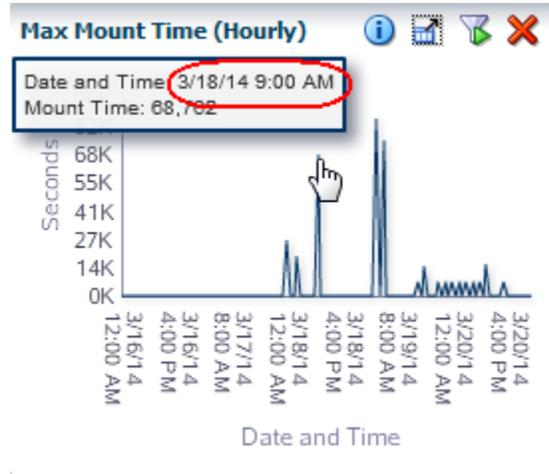 Max Mount Time (Hourly)
Date and Time: 3/18/14 9:00 AM
Mount Time: 68,702
68K
55K
41K
27K
14K
0K
Seconds
3/16/14 12:00 AM
3/16/14 4:00 PM
3/17/14 8:00 AM
3/18/14 12:00 AM
3/18/14 4:00 PM
3/19/14 8:00 AM
3/20/14 12:00 AM
3/20/14 4:00 PM
Date and Time